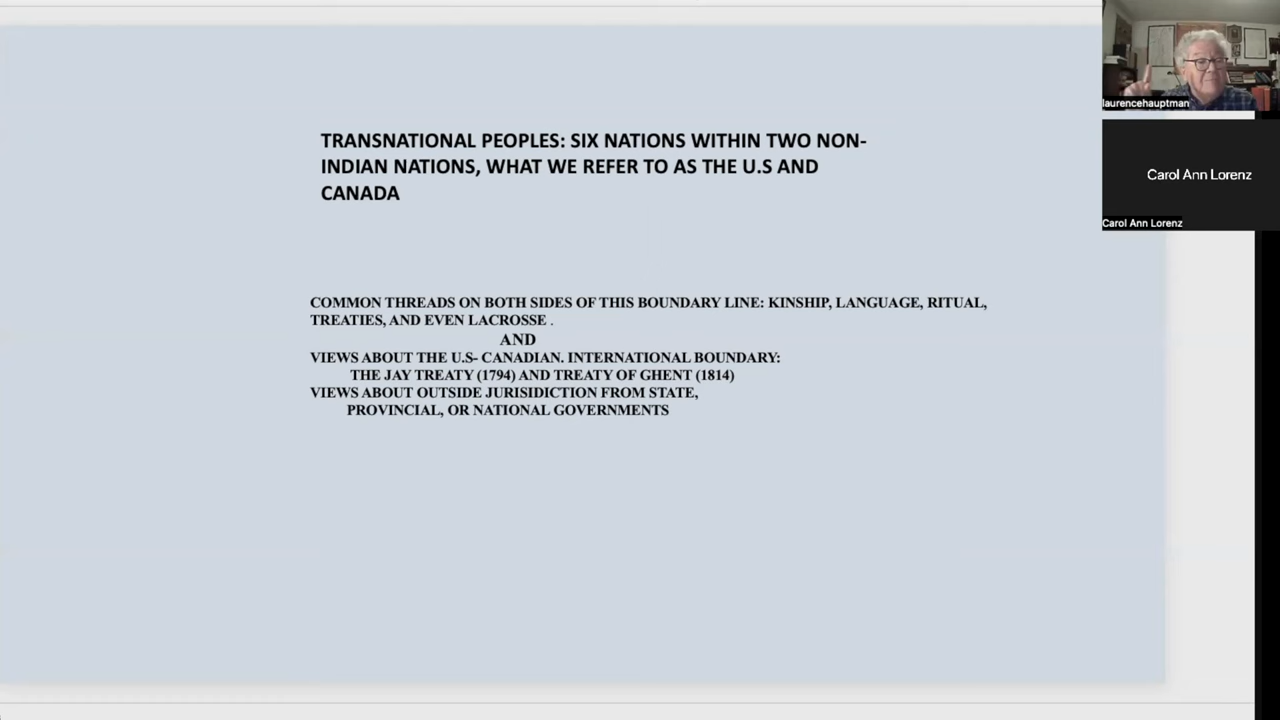 TRANSNATIONAL PEOPLES: SIX NATIONS WITHIN TWO NON-
INDIAN NATIONS, WHAT WE REFER TO AS THE U.S AND
CANADA
COMMON THREADS ON BOTH SIDES OF THIS BOUNDARY LINE: KINSHIP, LANGUAGE, RITUAL,
TREATIES, AND EVEN LACROSSE .
AND
VIEWS ABOUT THE U.S- CANADIAN. INTERNATIONAL BOUNDARY:
THE JAY TREATY (1794) AND TREATY OF GHENT (1814)
VIEWS ABOUT OUTSIDE JURISIDICTION FROM STATE,
PROVINCIAL, OR NATIONAL GOVERNMENTS
laurencehauptman
Carol Ann Lorenz
Carol Ann Lorenz